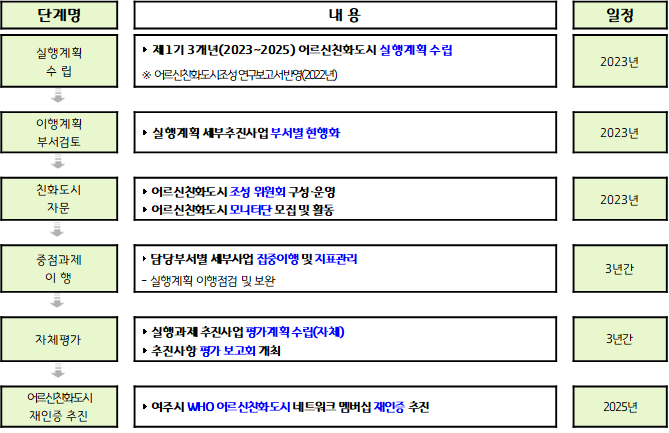 단계명 내 용 일정
실행계획
수 립
‣ 제1기 3개년(2023~2025) 어르신친화도시 실행계획 수립
※ 어르신친화도시조성 연구보고서 반영(2022년)
2023년
이행계획
부서검토
‣ 실행계획 세부추진사업 부서별 현행화
2023년
친화도시
자문
‣ 어르신친화도시 조성 위원회 구성·운영
‣ 어르신친화도시 모니터단 모집 및 활동
2023년
중점과제
이 행
‣ 담당부서별 세부사업 집중이행 및 지표관리
- 실행계획 이행점검 및 보완
3년간
자체평가
‣ 실행과제 추진사업 평가계획 수립(자체)
‣ 추진사항 평가 보고회 개최
3년간
어르신친화도시
재인증 추진
‣ 여주시 WHO 어르신친화도시 네트워크 멤버십 재인증 추진
2025년